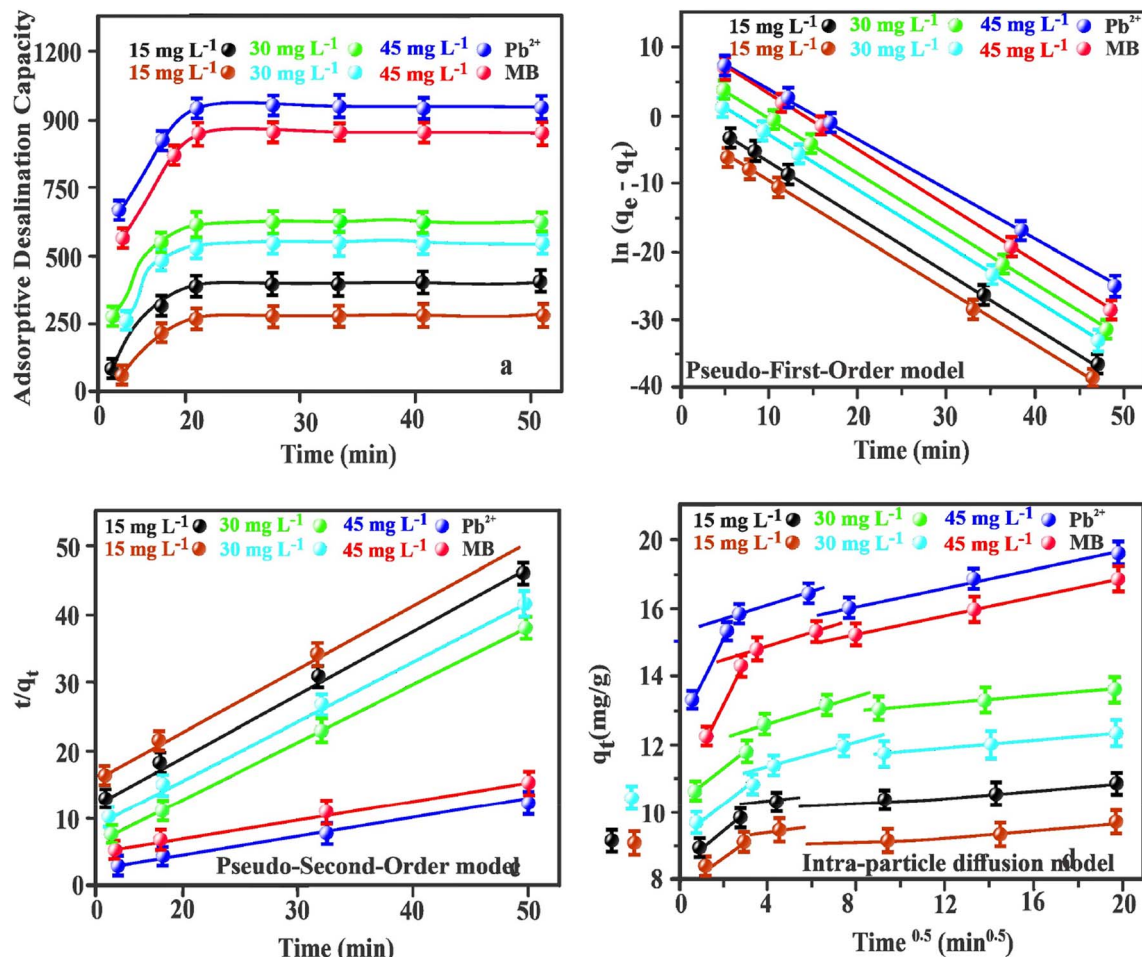 15 mg L⁻¹ 30 mg L⁻¹ 45 mg L⁻¹ Pb²⁺
15 mg L⁻¹ 30 mg L⁻¹ 45 mg L⁻¹ MB
Adsorptive Desalination Capacity
1200
900
750
500
250
0
a
0 20 20 30 40 50
Time (min)
15 mg L⁻¹ 30 mg L⁻¹ 45 mg L⁻¹ Pb²⁺
15 mg L⁻¹ 30 mg L⁻¹ 45 mg L⁻¹ MB
ln (qₑ - qₜ)
10
0
-10
-20
-30
-40
Pseudo-First-Order model
0 10 20 30 40 50
Time (min)
15 mg L⁻¹ 30 mg L⁻¹ 45 mg L⁻¹ Pb²⁺
15 mg L⁻¹ 30 mg L⁻¹ 45 mg L⁻¹ MB
t/qₜ
50
40
30
20
10
0
Pseudo-Second-Order model
0 20 30 40 50
Time (min)
15 mg L⁻¹ 30 mg L⁻¹ 45 mg L⁻¹ Pb²⁺
15 mg L⁻¹ 30 mg L⁻¹ 45 mg L⁻¹ MB
qₜ(mg/g)
20
18
16
14
12
10
8
Intra-particle diffusion model
d
0 4 8 12 16 20
Time ⁰·⁵ (min⁰·⁵)